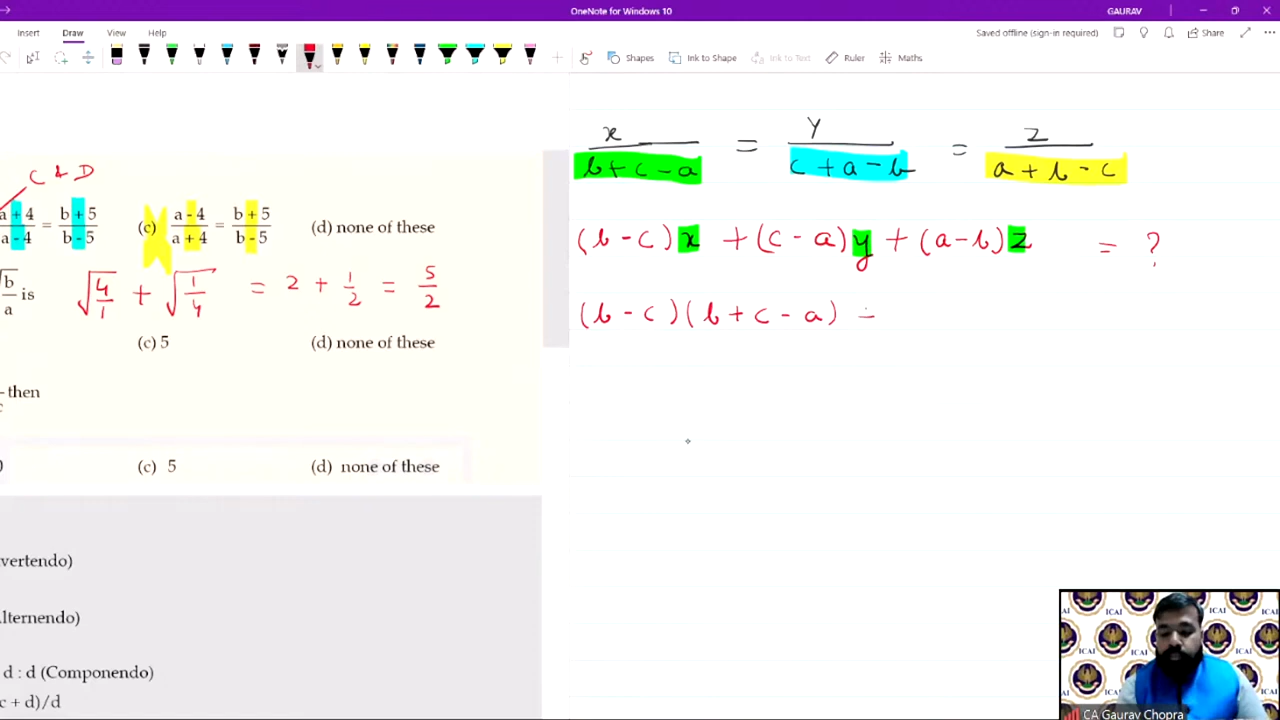 OneNote for Windows 10
GAURAV
Insert Draw View Help
Saved offline (sign in required)
Share
Shapes
Ink to Shape
Ink to Text
Ruler
Maths
C & D
a + 4 / a - 4 = b + 5 / b - 5
(c) a - 4 / a + 4 = b + 5 / b - 5
(d) none of these
√b/a is
√4/1 + √1/4 = 2 + 1/2 = 5/2
(c) 5
(d) none of these
then
(c) 5
(d) none of these
vertendo)
lternendo)
d : d (Componendo)
c + d)/d
x / b + c - a = y / c + a - b = z / a + b - c
(b - c) x + (c - a) y + (a - b) z = ?
(b - c)(b + c - a) =
ICAI
ICAI
ICAI
CA Gaurav Chopra